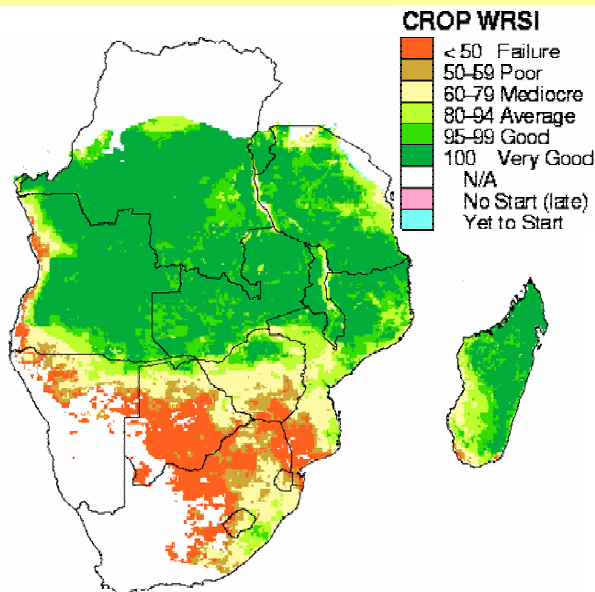 CROP WRSI
< 50 Failure
50-59 Poor
60-79 Mediocre
80-94 Average
95-99 Good
100 Very Good
N/A
No Start (late)
Yet to Start